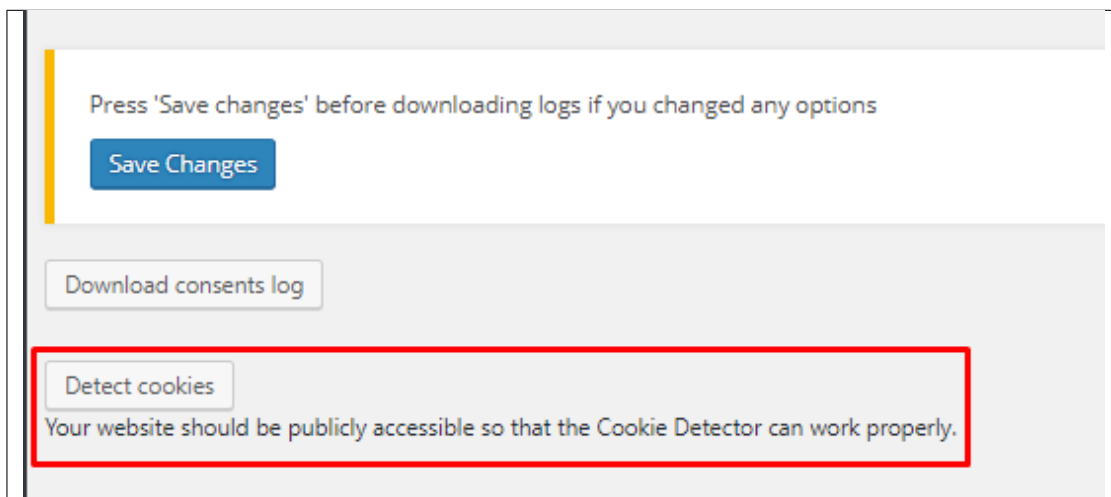 Press 'Save changes' before downloading logs if you changed any options
Save Changes
Download consents log
Detect cookies
Your website should be publicly accessible so that the Cookie Detector can work properly.